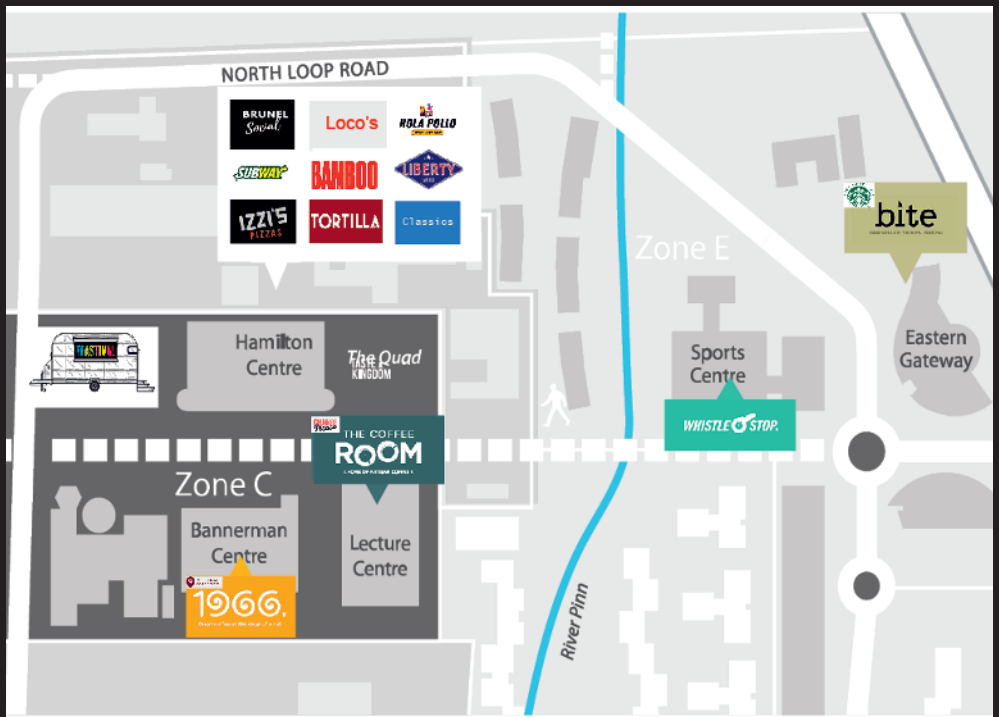 NORTH LOOP ROAD
BRUNEL
Social
Loco's
HOLA POLLO
SUBWAY
BAMBOO
LIBERTY
IZZI'S
PIZZAS
TORTILLA
Classics
Zone E
bite
Hamilton
Centre
The Quad
KINGDOM
Sports
Centre
Eastern
Gateway
WHISTLE STOP.
THE COFFEE
ROOM
Zone C
Bannerman
Centre
Lecture
Centre
1966.
River Pinn